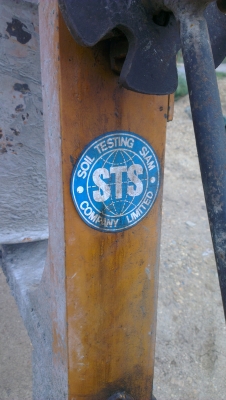 SOIL TESTING SIAM
STS
COMPANY LIMITED